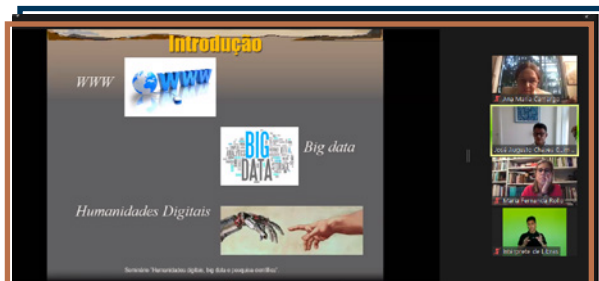 Introdução
WWW
WWW
BIG
DATA
Big data
Humanidades Digitais
Seminário "Humanidades digitais, big data e pesquisa científica"
Ana Maria Camargo
José Augusto Chaves
Maria Fernanda Rollo
Intérprete de Libras